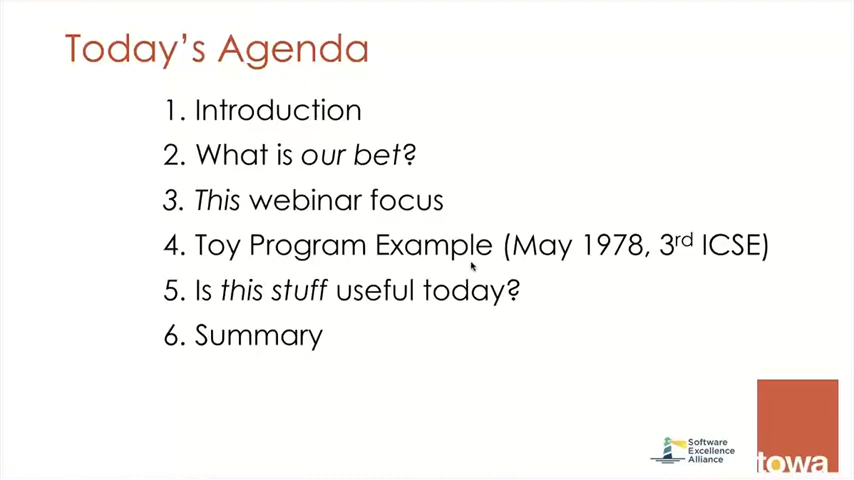 Today's Agenda
1. Introduction
2. What is our bet?
3. This webinar focus
4. Toy Program Example (May 1978, 3rd ICSE)
5. Is this stuff useful today?
6. Summary
Software
Excellence
Alliance
towa